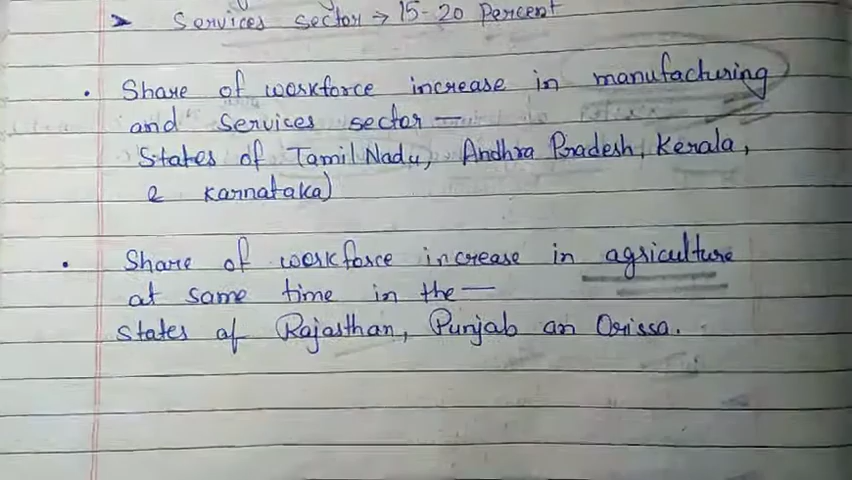 ➤ Services sector → 15-20 Percent
• Share of workforce increase in manufacturing
and Services sector —
States of Tamil Nadu, Andhra Pradesh, Kerala,
& Karnataka)
• Share of workforce increase in agriculture
at same time in the —
states of Rajasthan, Punjab an Orissa.